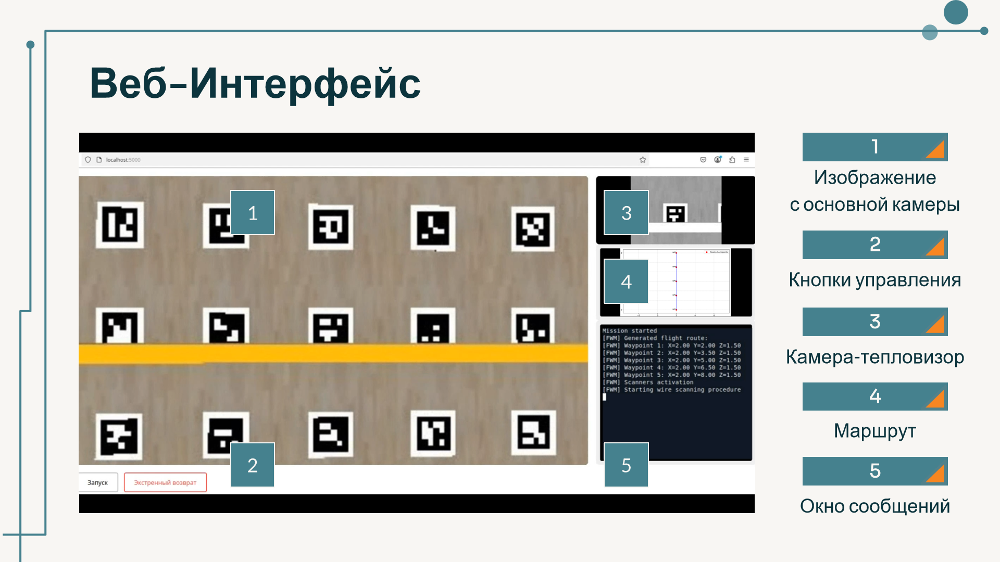 Веб-Интерфейс
localhost:5000
1
2
3
4
5
Route checkpoints
Mission started
[FWM] Generated flight route:
[FWM] Waypoint 1: X=2.00 Y=2.00 Z=1.50
[FWM] Waypoint 2: X=2.00 Y=3.50 Z=1.50
[FWM] Waypoint 3: X=2.00 Y=5.00 Z=1.50
[FWM] Waypoint 4: X=2.00 Y=6.50 Z=1.50
[FWM] Waypoint 5: X=2.00 Y=8.00 Z=1.50
[FWM] Scanners activation
[FWM] Starting wire scanning procedure
Запуск
Экстренный возврат
1
Изображение
с основной камеры
2
Кнопки управления
3
Камера-тепловизор
4
Маршрут
5
Окно сообщений